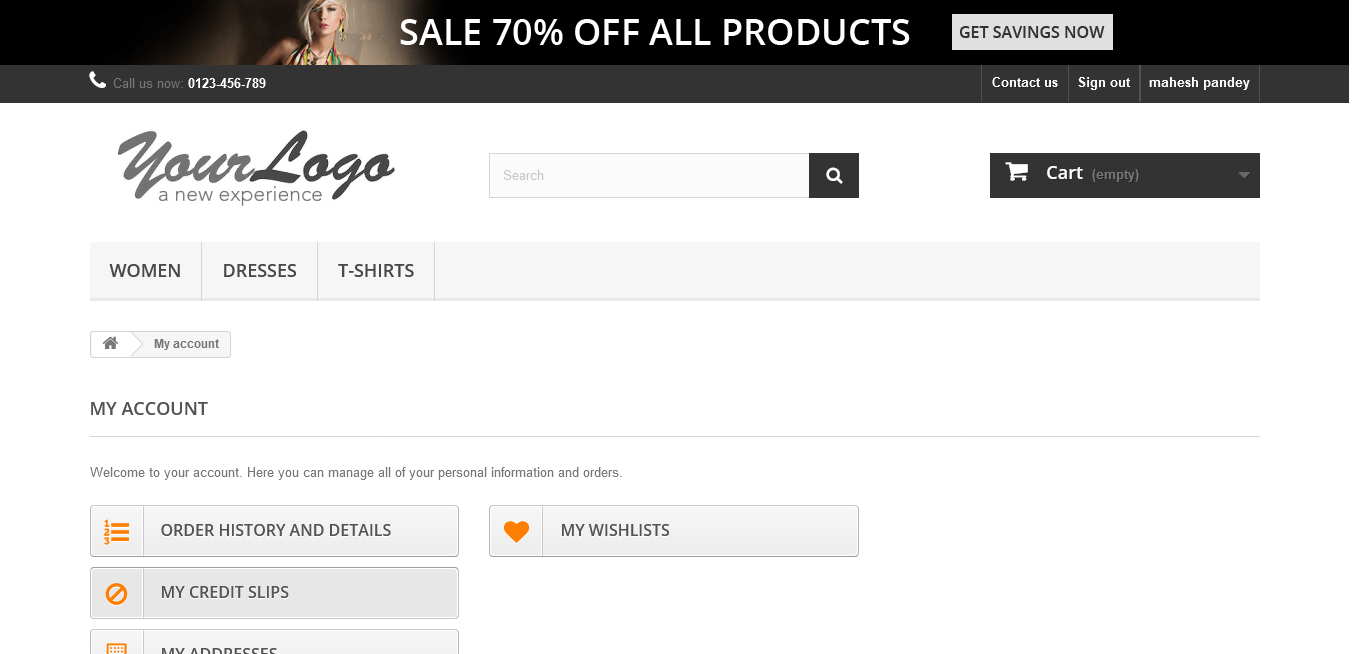 SALE 70% OFF ALL PRODUCTS GET SAVINGS NOW
Call us now: 0123-456-789 Contact us Sign out mahesh pandey
Your Logo
a new experience
Search
Cart (empty)
WOMEN DRESSES T-SHIRTS
My account
MY ACCOUNT
Welcome to your account. Here you can manage all of your personal information and orders.
ORDER HISTORY AND DETAILS MY WISHLISTS
MY CREDIT SLIPS
MY ADDRESSES